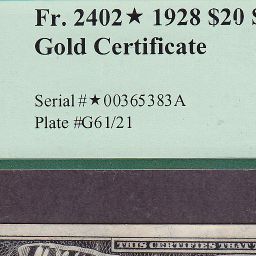 Fr. 2402★ 1928 $20
Gold Certificate
Serial #★00365383A
Plate #G61/21
THIS CERTIFIES THAT